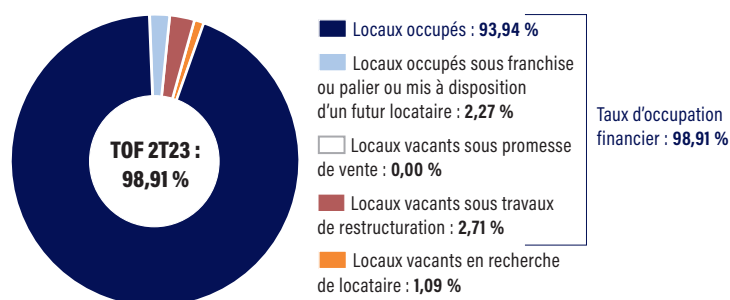 TOF 2T23 :
98,91 %
Locaux occupés : 93,94 %
Locaux occupés sous franchise
ou palier ou mis à disposition
d'un futur locataire : 2,27 %
Locaux vacants sous promesse
de vente : 0,00 %
Locaux vacants sous travaux
de restructuration : 2,71 %
Locaux vacants en recherche
de locataire : 1,09 %
Taux d'occupation
financier : 98,91 %